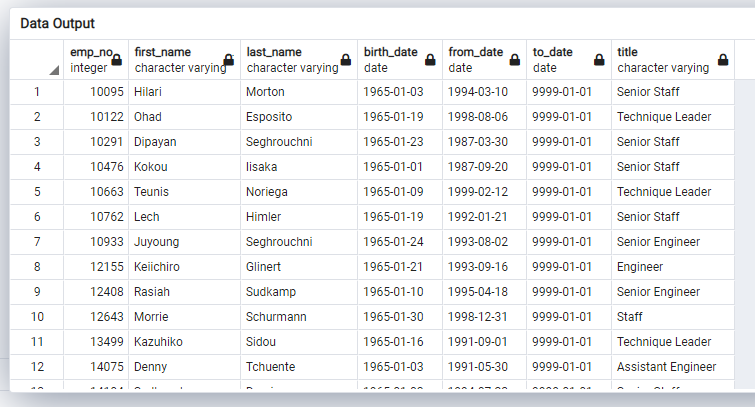 Data Output
emp_no first_name last_name birth_date from_date to_date title
integer character varying character varying date date date character varying
1 10095 Hilari Morton 1965-01-03 1994-03-10 9999-01-01 Senior Staff
2 10122 Ohad Esposito 1965-01-19 1998-08-06 9999-01-01 Technique Leader
3 10291 Dipayan Seghrouchni 1965-01-23 1987-03-30 9999-01-01 Senior Staff
4 10476 Kokou Iisaka 1965-01-01 1987-09-20 9999-01-01 Senior Staff
5 10663 Teunis Noriega 1965-01-09 1999-02-12 9999-01-01 Technique Leader
6 10762 Lech Himler 1965-01-19 1992-01-21 9999-01-01 Senior Staff
7 10933 Juyoung Seghrouchni 1965-01-24 1993-08-02 9999-01-01 Senior Engineer
8 12155 Keiichiro Glinert 1965-01-21 1993-09-16 9999-01-01 Engineer
9 12408 Rasiah Sudkamp 1965-01-10 1995-04-18 9999-01-01 Senior Engineer
10 12643 Morrie Schurmann 1965-01-30 1998-12-31 9999-01-01 Staff
11 13499 Kazuhiko Sidou 1965-01-16 1991-09-01 9999-01-01 Technique Leader
12 14075 Denny Tchuente 1965-01-03 1991-05-30 9999-01-01 Assistant Engineer